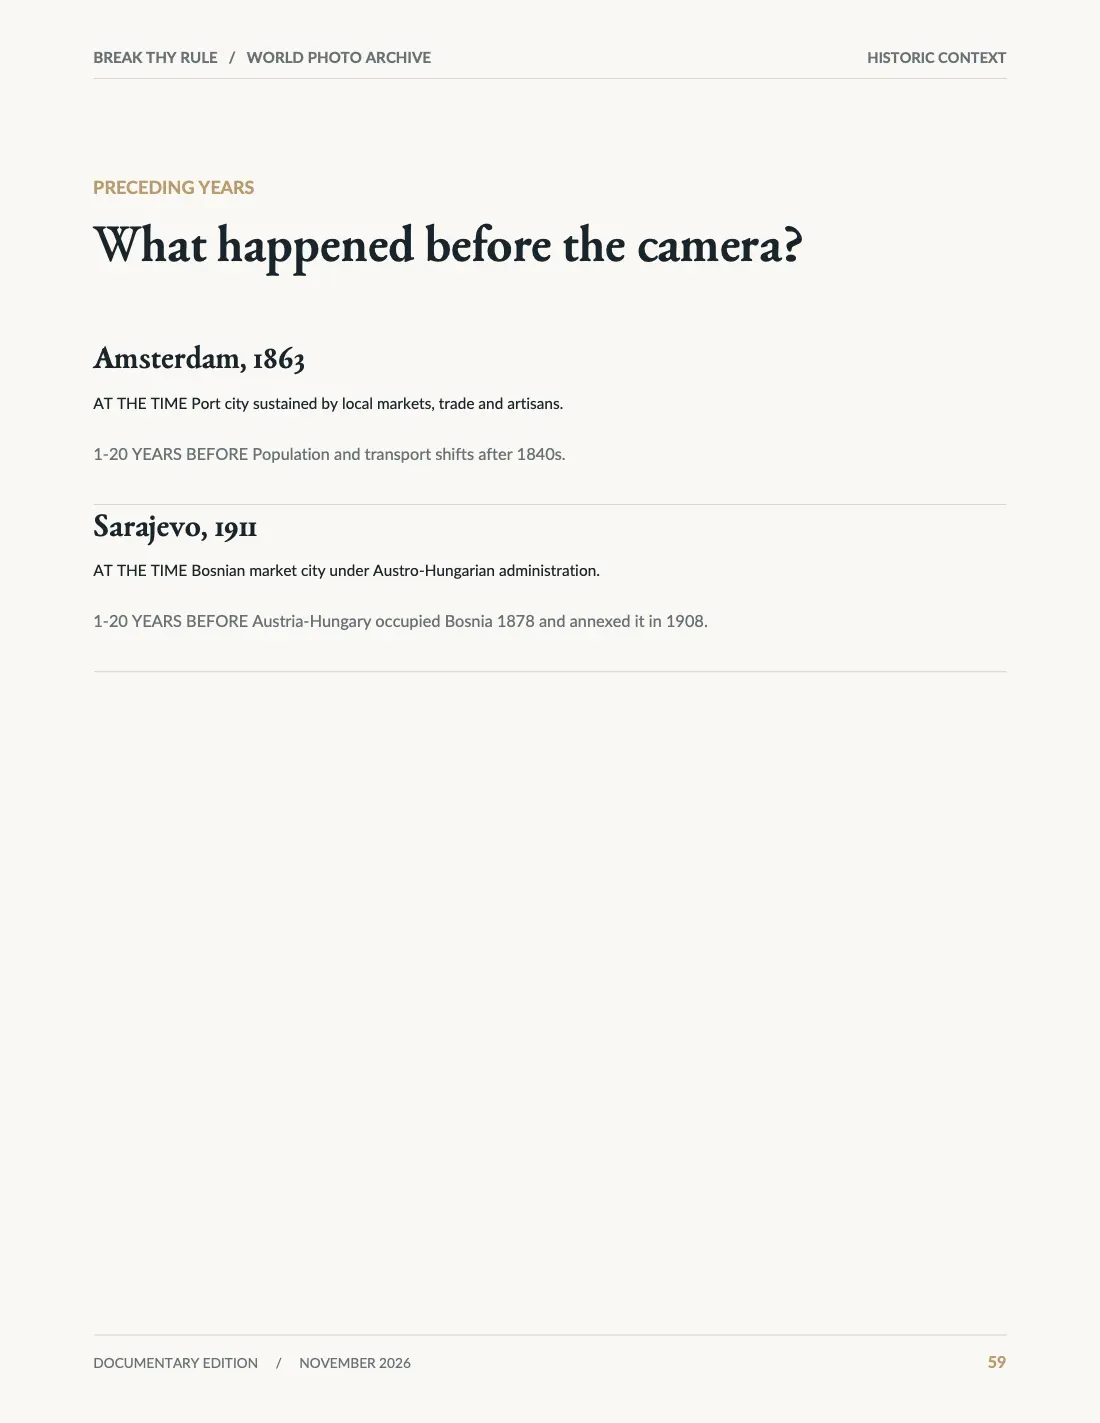 BREAK THY RULE / WORLD PHOTO ARCHIVE
HISTORIC CONTEXT
PRECEDING YEARS
What happened before the camera?
Amsterdam, 1863
AT THE TIME Port city sustained by local markets, trade and artisans.
1-20 YEARS BEFORE Population and transport shifts after 1840s.
Sarajevo, 1911
AT THE TIME Bosnian market city under Austro-Hungarian administration.
1-20 YEARS BEFORE Austria-Hungary occupied Bosnia 1878 and annexed it in 1908.
DOCUMENTARY EDITION / NOVEMBER 2026
59